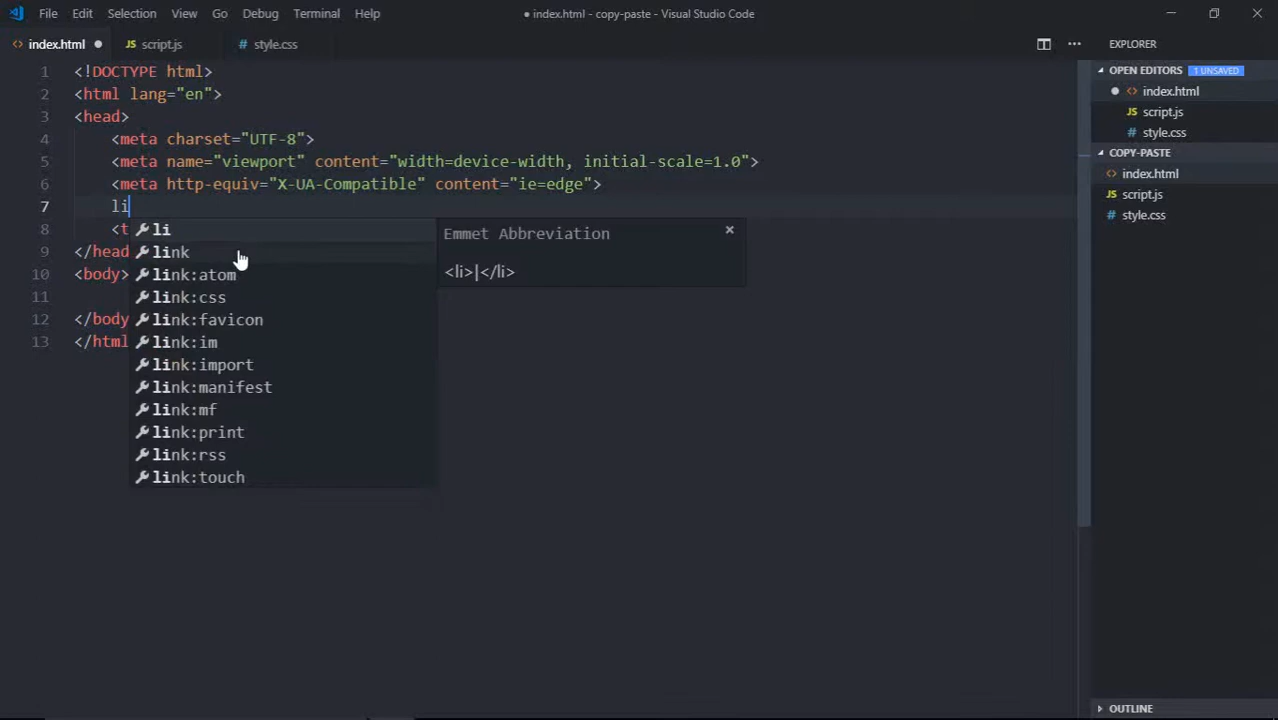 File Edit Selection View Go Debug Terminal Help
● index.html - copy-paste - Visual Studio Code
<> index.html ● JS script.js # style.css
EXPLORER
OPEN EDITORS 1 UNSAVED
● <> index.html
JS script.js
# style.css
COPY-PASTE
<> index.html
JS script.js
# style.css
OUTLINE
1 <!DOCTYPE html>
2 <html lang="en">
3 <head>
4 <meta charset="UTF-8">
5 <meta name="viewport" content="width=device-width, initial-scale=1.0">
6 <meta http-equiv="X-UA-Compatible" content="ie=edge">
7 li
8 <t
9 </head
10 <body>
11
12 </body
13 </html
li
link
link:atom
link:css
link:favicon
link:im
link:import
link:manifest
link:mf
link:print
link:rss
link:touch
Emmet Abbreviation
<li>|</li>